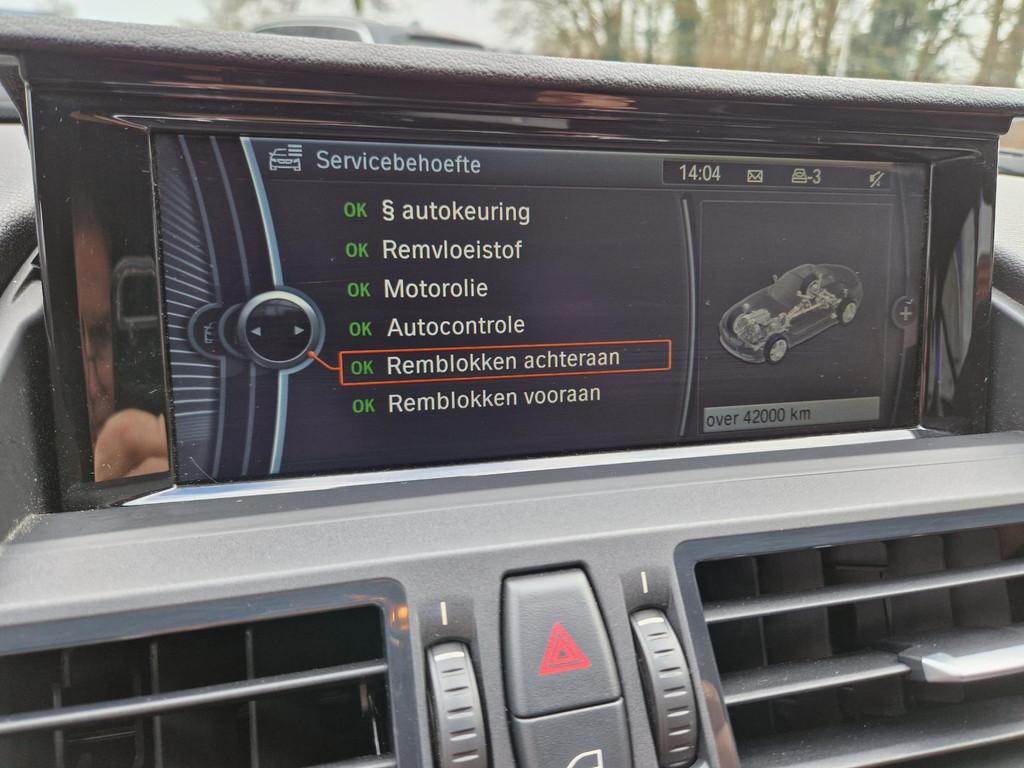 Servicebehoefte
14:04
-3
OK § autokeuring
OK Remvloeistof
OK Motorolie
OK Autocontrole
OK Remblokken achteraan
OK Remblokken vooraan
over 42000 km